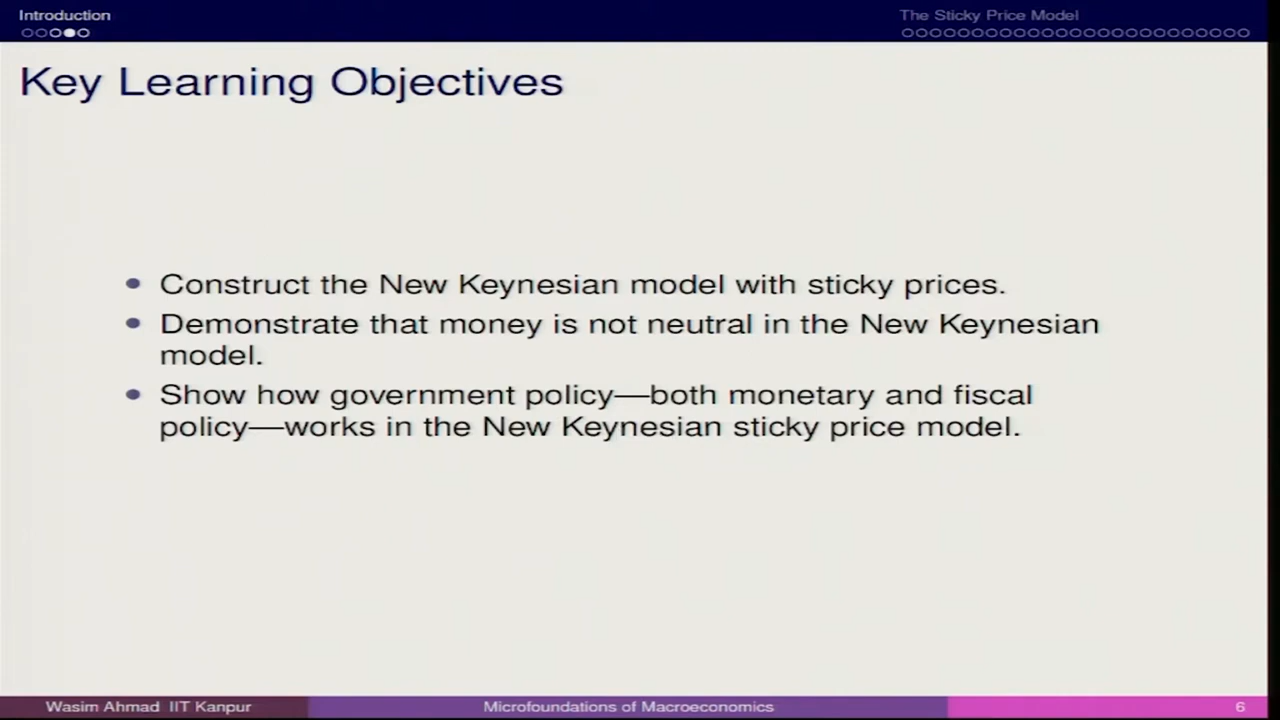 Introduction
The Sticky Price Model
Key Learning Objectives
• Construct the New Keynesian model with sticky prices.
• Demonstrate that money is not neutral in the New Keynesian
model.
• Show how government policy—both monetary and fiscal
policy—works in the New Keynesian sticky price model.
Wasim Ahmad IIT Kanpur
Microfoundations of Macroeconomics
6